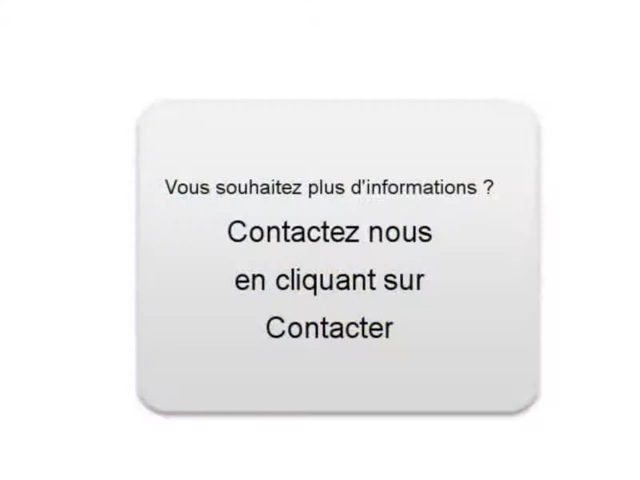 Vous souhaitez plus d'informations ?
Contactez nous
en cliquant sur
Contacter